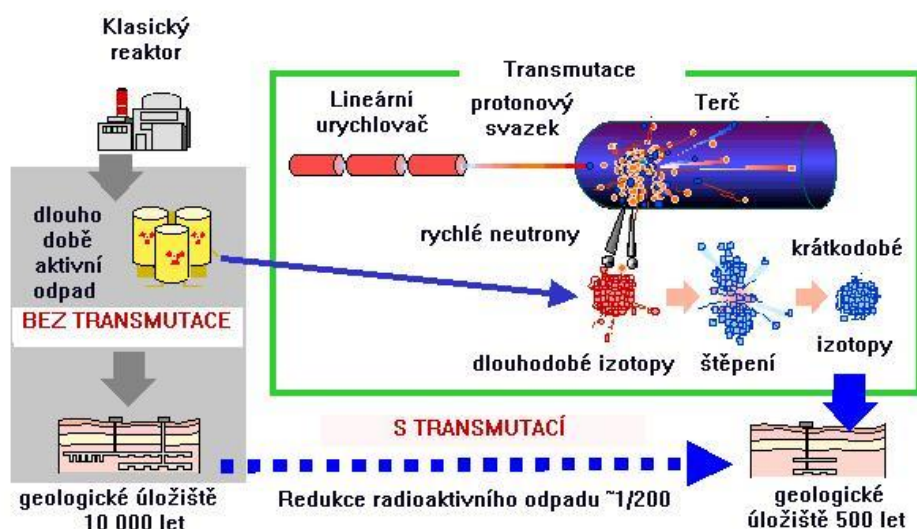 Klasický
reaktor
dlouho
době
aktivní
odpad
BEZ TRANSMUTACE
geologické úložiště
10 000 let
Transmutace
Lineární
urychlovač
protonový
svazek
Terč
rychlé neutrony
krátkodobé
dlouhodobé izotopy
štěpení
izotopy
S TRANSMUTACÍ
Redukce radioaktivního odpadu ~1/200
geologické
úložiště 500 let